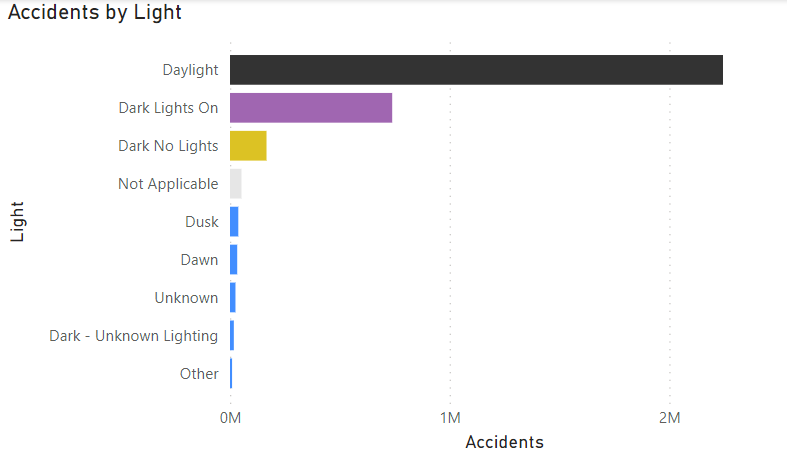 Accidents by Light
Light
Daylight
Dark Lights On
Dark No Lights
Not Applicable
Dusk
Dawn
Unknown
Dark - Unknown Lighting
Other
0M 1M 2M
Accidents